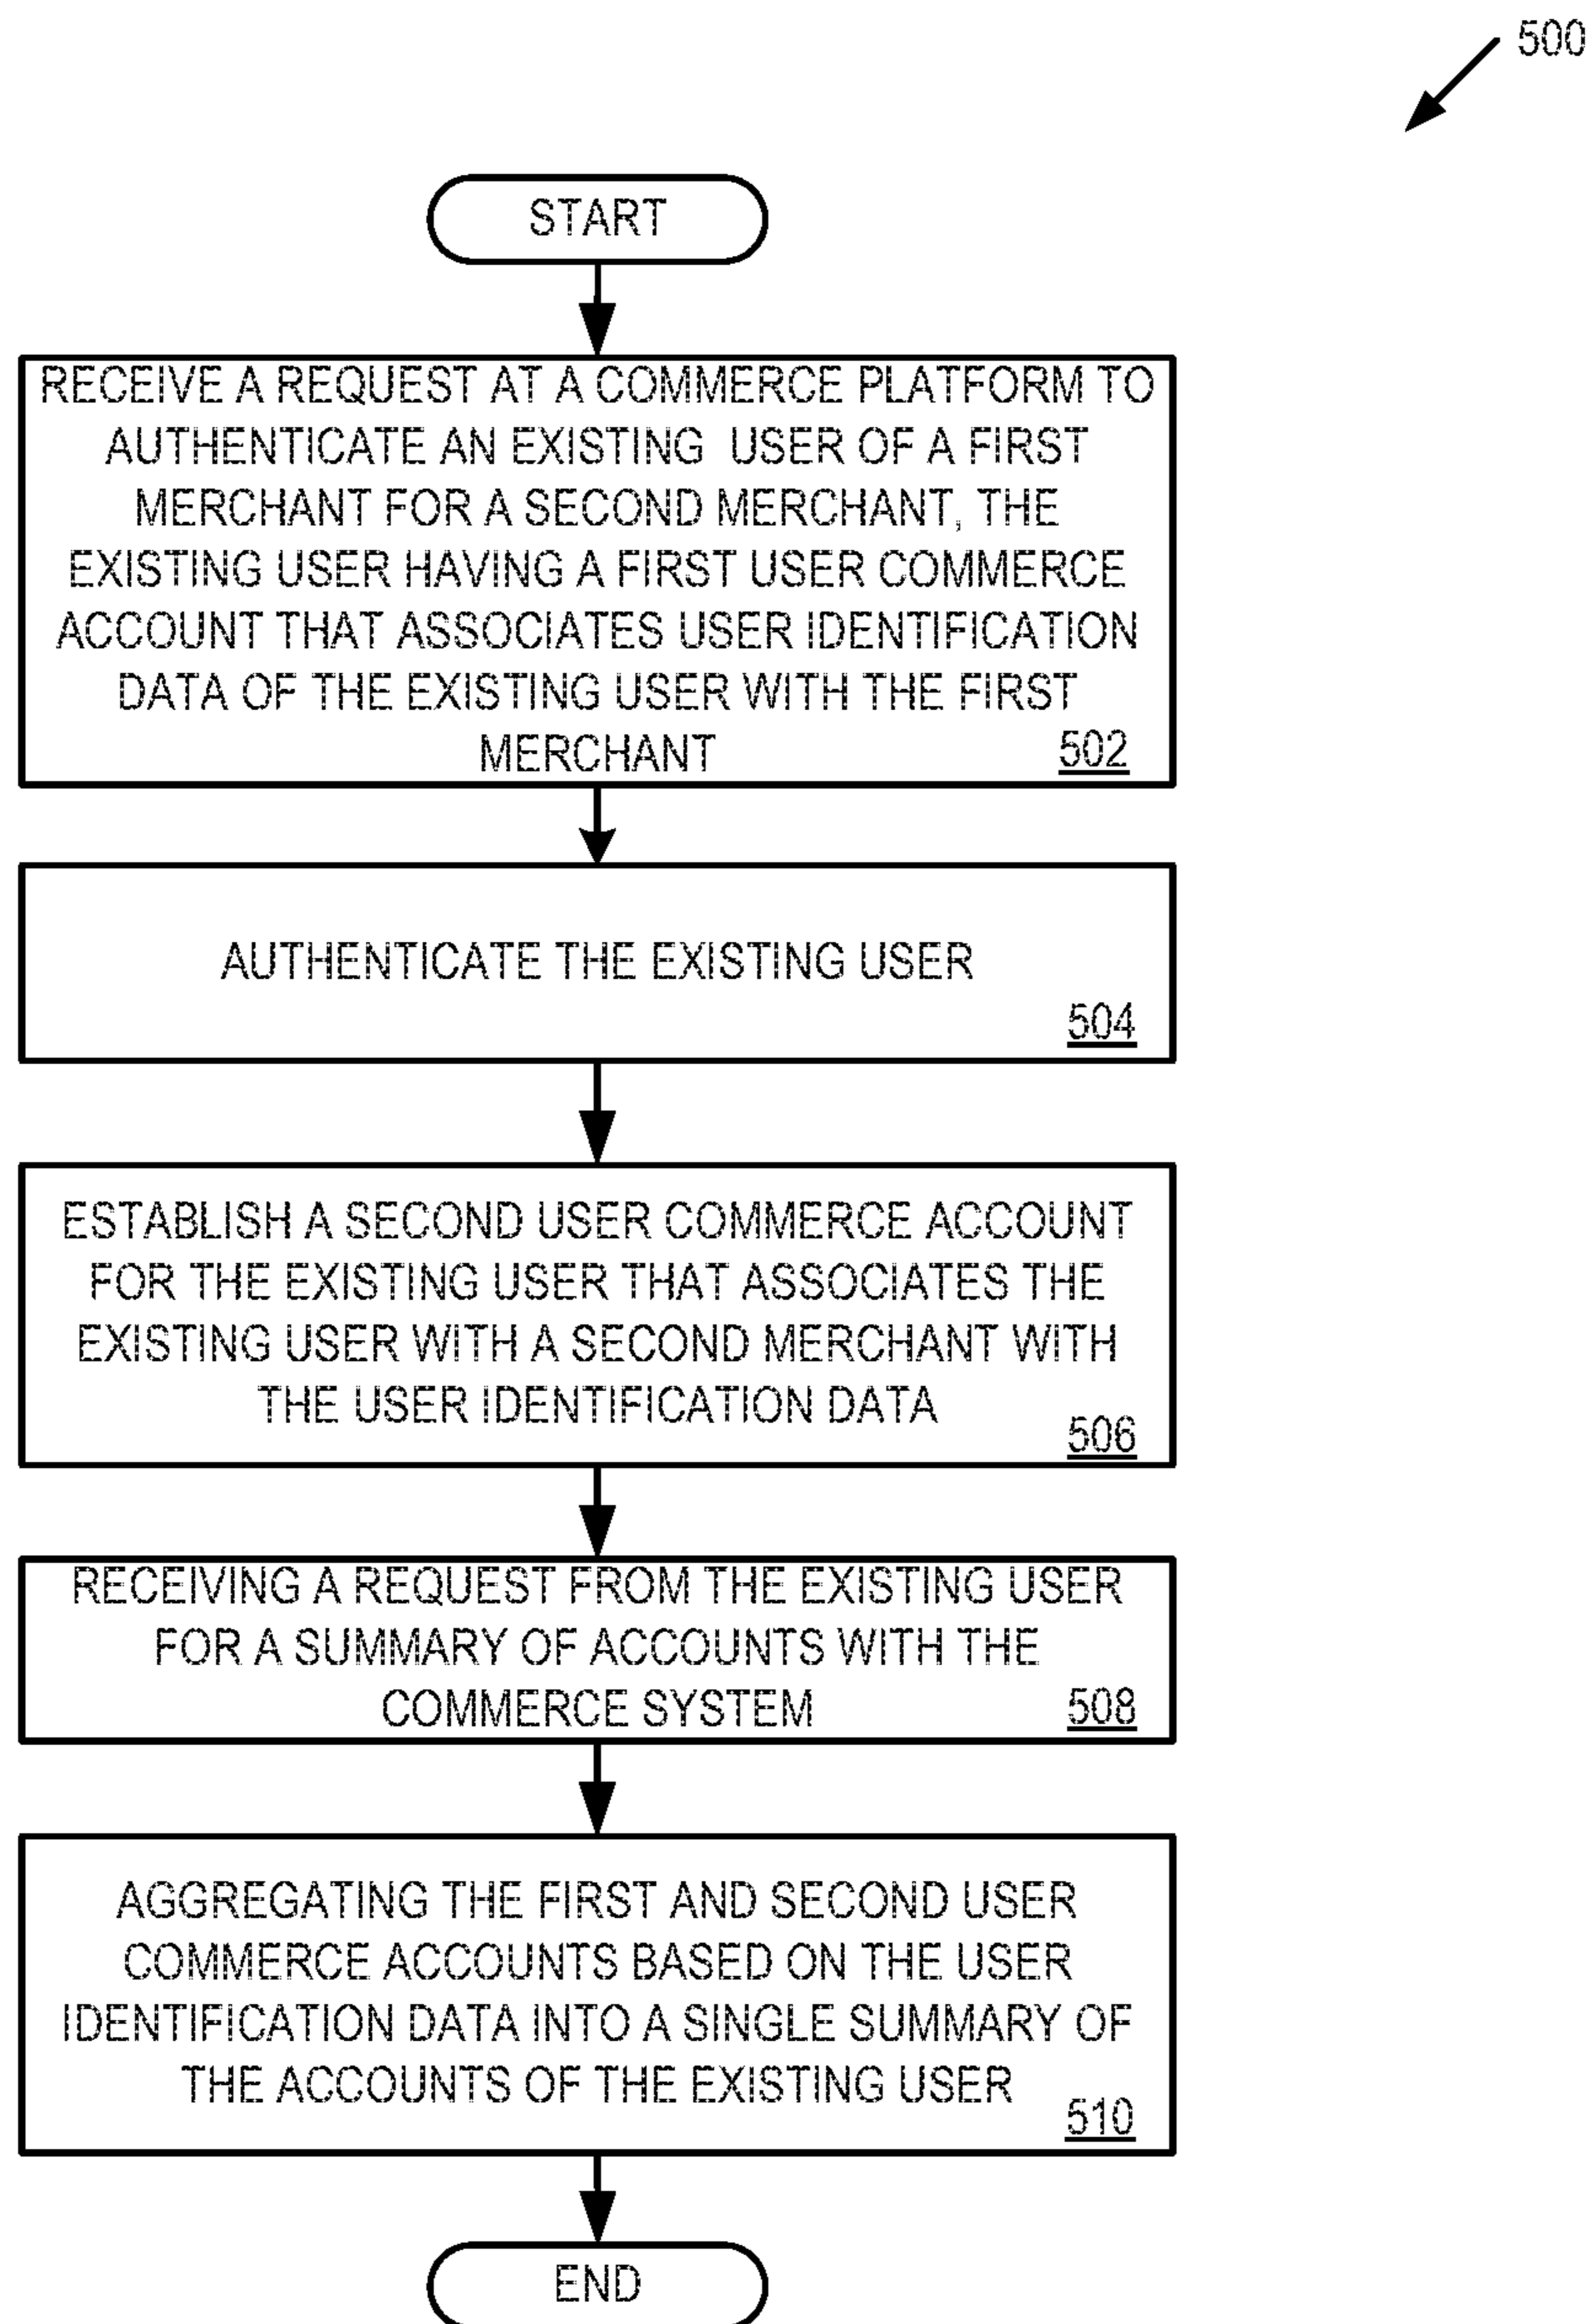 500
START
RECEIVE A REQUEST AT A COMMERCE PLATFORM TO
AUTHENTICATE AN EXISTING USER OF A FIRST
MERCHANT FOR A SECOND MERCHANT, THE
EXISTING USER HAVING A FIRST USER COMMERCE
ACCOUNT THAT ASSOCIATES USER IDENTIFICATION
DATA OF THE EXISTING USER WITH THE FIRST
MERCHANT
502
AUTHENTICATE THE EXISTING USER
504
ESTABLISH A SECOND USER COMMERCE ACCOUNT
FOR THE EXISTING USER THAT ASSOCIATES THE
EXISTING USER WITH A SECOND MERCHANT WITH
THE USER IDENTIFICATION DATA
506
RECEIVING A REQUEST FROM THE EXISTING USER
FOR A SUMMARY OF ACCOUNTS WITH THE
COMMERCE SYSTEM
508
AGGREGATING THE FIRST AND SECOND USER
COMMERCE ACCOUNTS BASED ON THE USER
IDENTIFICATION DATA INTO A SINGLE SUMMARY OF
THE ACCOUNTS OF THE EXISTING USER
510
END